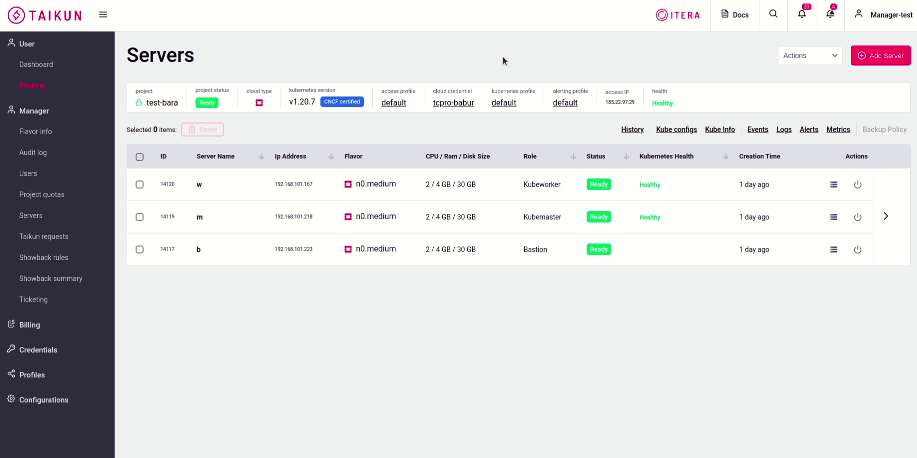 TAIKUN
ITERA
Docs
Manager-test
User
Dashboard
Projects
Manager
Flavor info
Audit log
Users
Project quotas
Servers
Taikun requests
Showback rules
Showback summary
Ticketing
Billing
Credentials
Profiles
Configurations
Servers
Actions
Add Server
project project status cloud type kubernetes version access profile cloud credential kubernetes profile alerting profile access IP health
test-bara Ready v1.20.7 CNCF certified default tcpro-babur default default 185.22.97.29 Healthy
Selected 0 items: Delete
History Kube configs Kube Info Events Logs Alerts Metrics Backup Policy
ID Server Name Ip Address Flavor CPU / Ram / Disk Size Role Status Kubernetes Health Creation Time Actions
14120 w 192.168.101.167 n0.medium 2 / 4 GB / 30 GB Kubeworker Ready Healthy 1 day ago
14119 m 192.168.101.218 n0.medium 2 / 4 GB / 30 GB Kubemaster Ready Healthy 1 day ago
14117 b 192.168.101.223 n0.medium 2 / 4 GB / 30 GB Bastion Ready 1 day ago